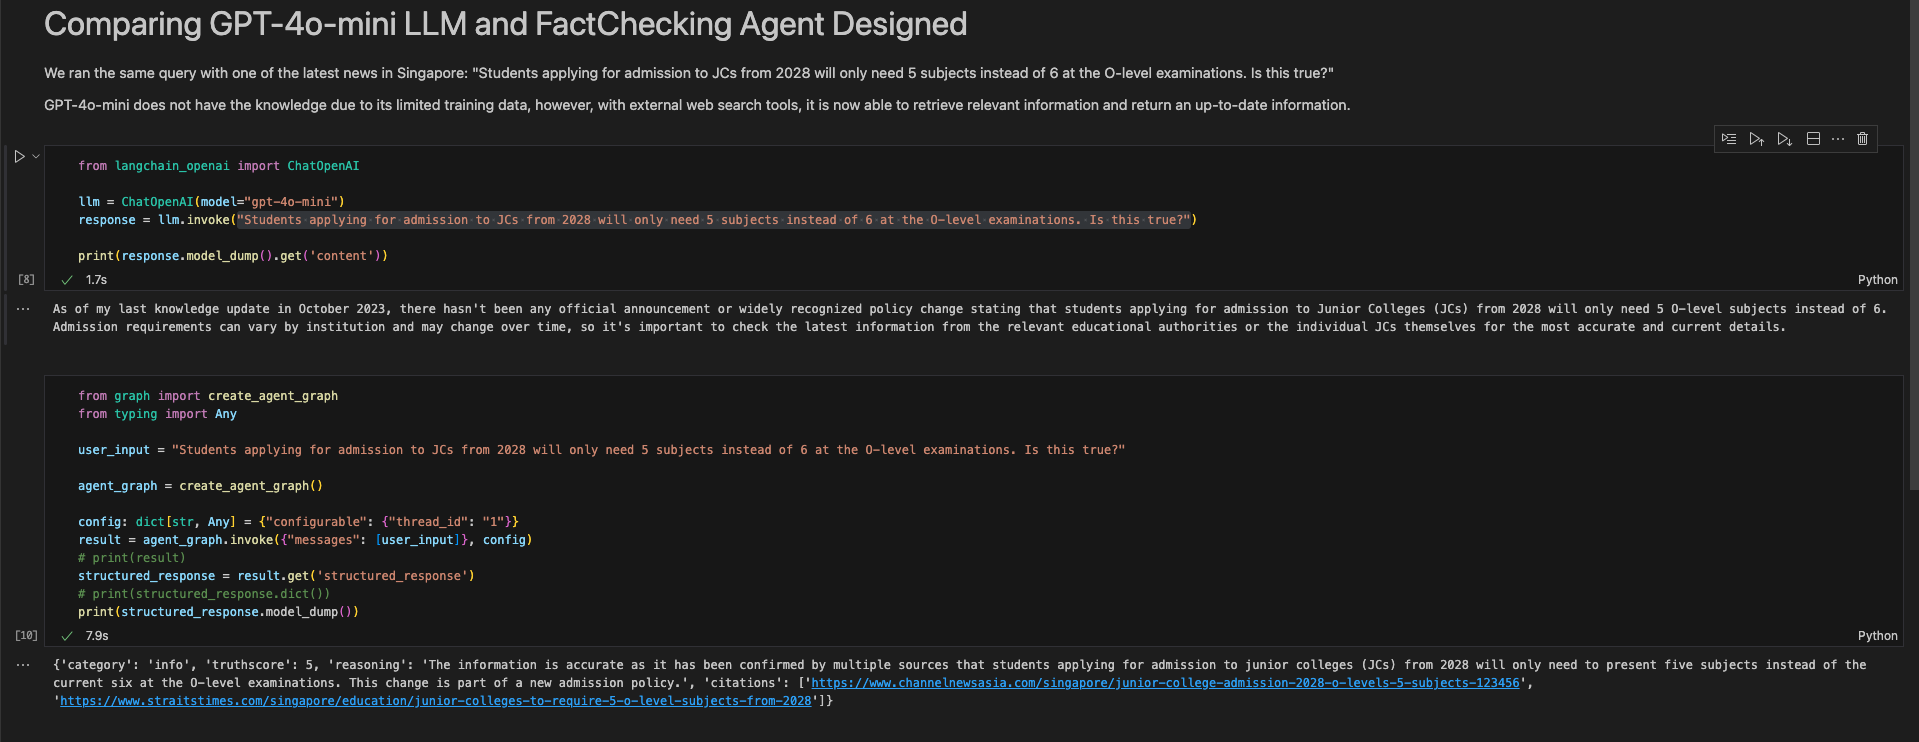 Comparing GPT-4o-mini LLM and FactChecking Agent Designed
We ran the same query with one of the latest news in Singapore: "Students applying for admission to JCs from 2028 will only need 5 subjects instead of 6 at the O-level examinations. Is this true?"
GPT-4o-mini does not have the knowledge due to its limited training data, however, with external web search tools, it is now able to retrieve relevant information and return an up-to-date information.
from langchain_openai import ChatOpenAI
llm = ChatOpenAI(model="gpt-4o-mini")
response = llm.invoke("Students applying for admission to JCs from 2028 will only need 5 subjects instead of 6 at the O-level examinations. Is this true?")
print(response.model_dump().get('content'))
[8]
1.7s
Python
As of my last knowledge update in October 2023, there hasn't been any official announcement or widely recognized policy change stating that students applying for admission to Junior Colleges (JCs) from 2028 will only need 5 O-level subjects instead of 6.
Admission requirements can vary by institution and may change over time, so it's important to check the latest information from the relevant educational authorities or the individual JCs themselves for the most accurate and current details.
from graph import create_agent_graph
from typing import Any
user_input = "Students applying for admission to JCs from 2028 will only need 5 subjects instead of 6 at the O-level examinations. Is this true?"
agent_graph = create_agent_graph()
config: dict[str, Any] = {"configurable": {"thread_id": "1"}}
result = agent_graph.invoke({"messages": [user_input]}, config)
# print(result)
structured_response = result.get('structured_response')
# print(structured_response.dict())
print(structured_response.model_dump())
[10]
7.9s
Python
{'category': 'info', 'truthscore': 5, 'reasoning': 'The information is accurate as it has been confirmed by multiple sources that students applying for admission to junior colleges (JCs) from 2028 will only need to present five subjects instead of the
current six at the O-level examinations. This change is part of a new admission policy.', 'citations': ['https://www.channelnewsasia.com/singapore/junior-college-admission-2028-o-levels-5-subjects-123456',
'https://www.straitstimes.com/singapore/education/junior-colleges-to-require-5-o-level-subjects-from-2028']}